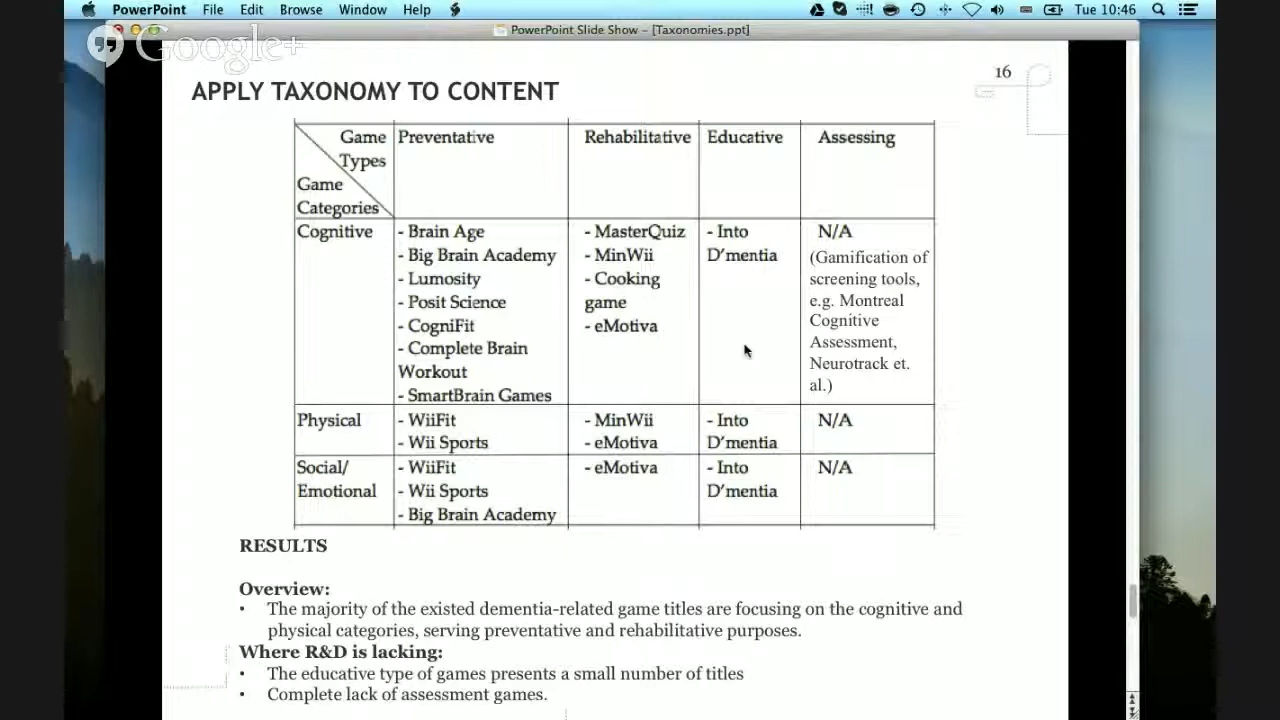 PowerPoint File Edit Browse Window Help Tue 10:46
PowerPoint Slide Show – [Taxonomies.ppt]
Google+
16
APPLY TAXONOMY TO CONTENT
Game Types
Game Categories
Preventative
Rehabilitative
Educative
Assessing
Cognitive
- Brain Age
- Big Brain Academy
- Lumosity
- Posit Science
- CogniFit
- Complete Brain
Workout
- SmartBrain Games
- MasterQuiz
- MinWii
- Cooking
game
- eMotiva
- Into
D'mentia
N/A
(Gamification of
screening tools,
e.g. Montreal
Cognitive
Assessment,
Neurotrack et.
al.)
Physical
- WiiFit
- Wii Sports
- MinWii
- eMotiva
- Into
D'mentia
N/A
Social/
Emotional
- WiiFit
- Wii Sports
- Big Brain Academy
- eMotiva
- Into
D'mentia
N/A
RESULTS
Overview:
• The majority of the existed dementia-related game titles are focusing on the cognitive and
physical categories, serving preventative and rehabilitative purposes.
Where R&D is lacking:
• The educative type of games presents a small number of titles
• Complete lack of assessment games.